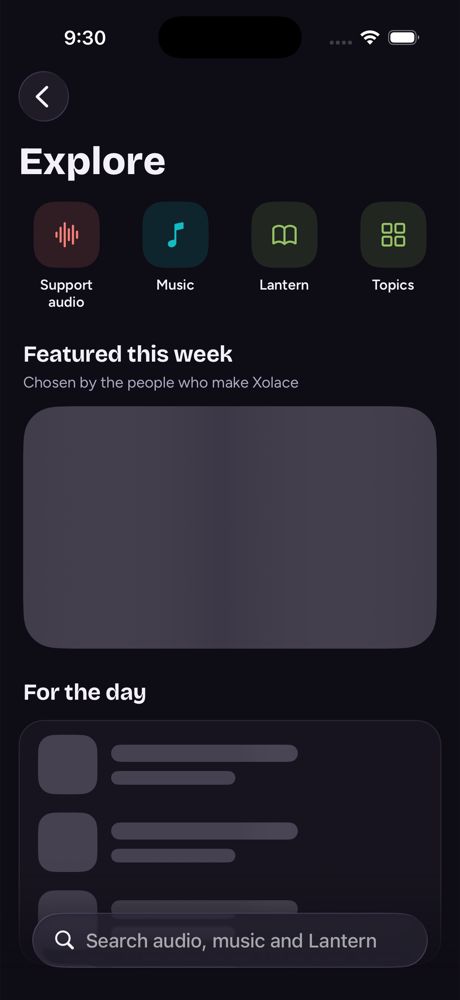 9:30
Explore
Support
audio
Music
Lantern
Topics
Featured this week
Chosen by the people who make Xolace
For the day
Search audio, music and Lantern